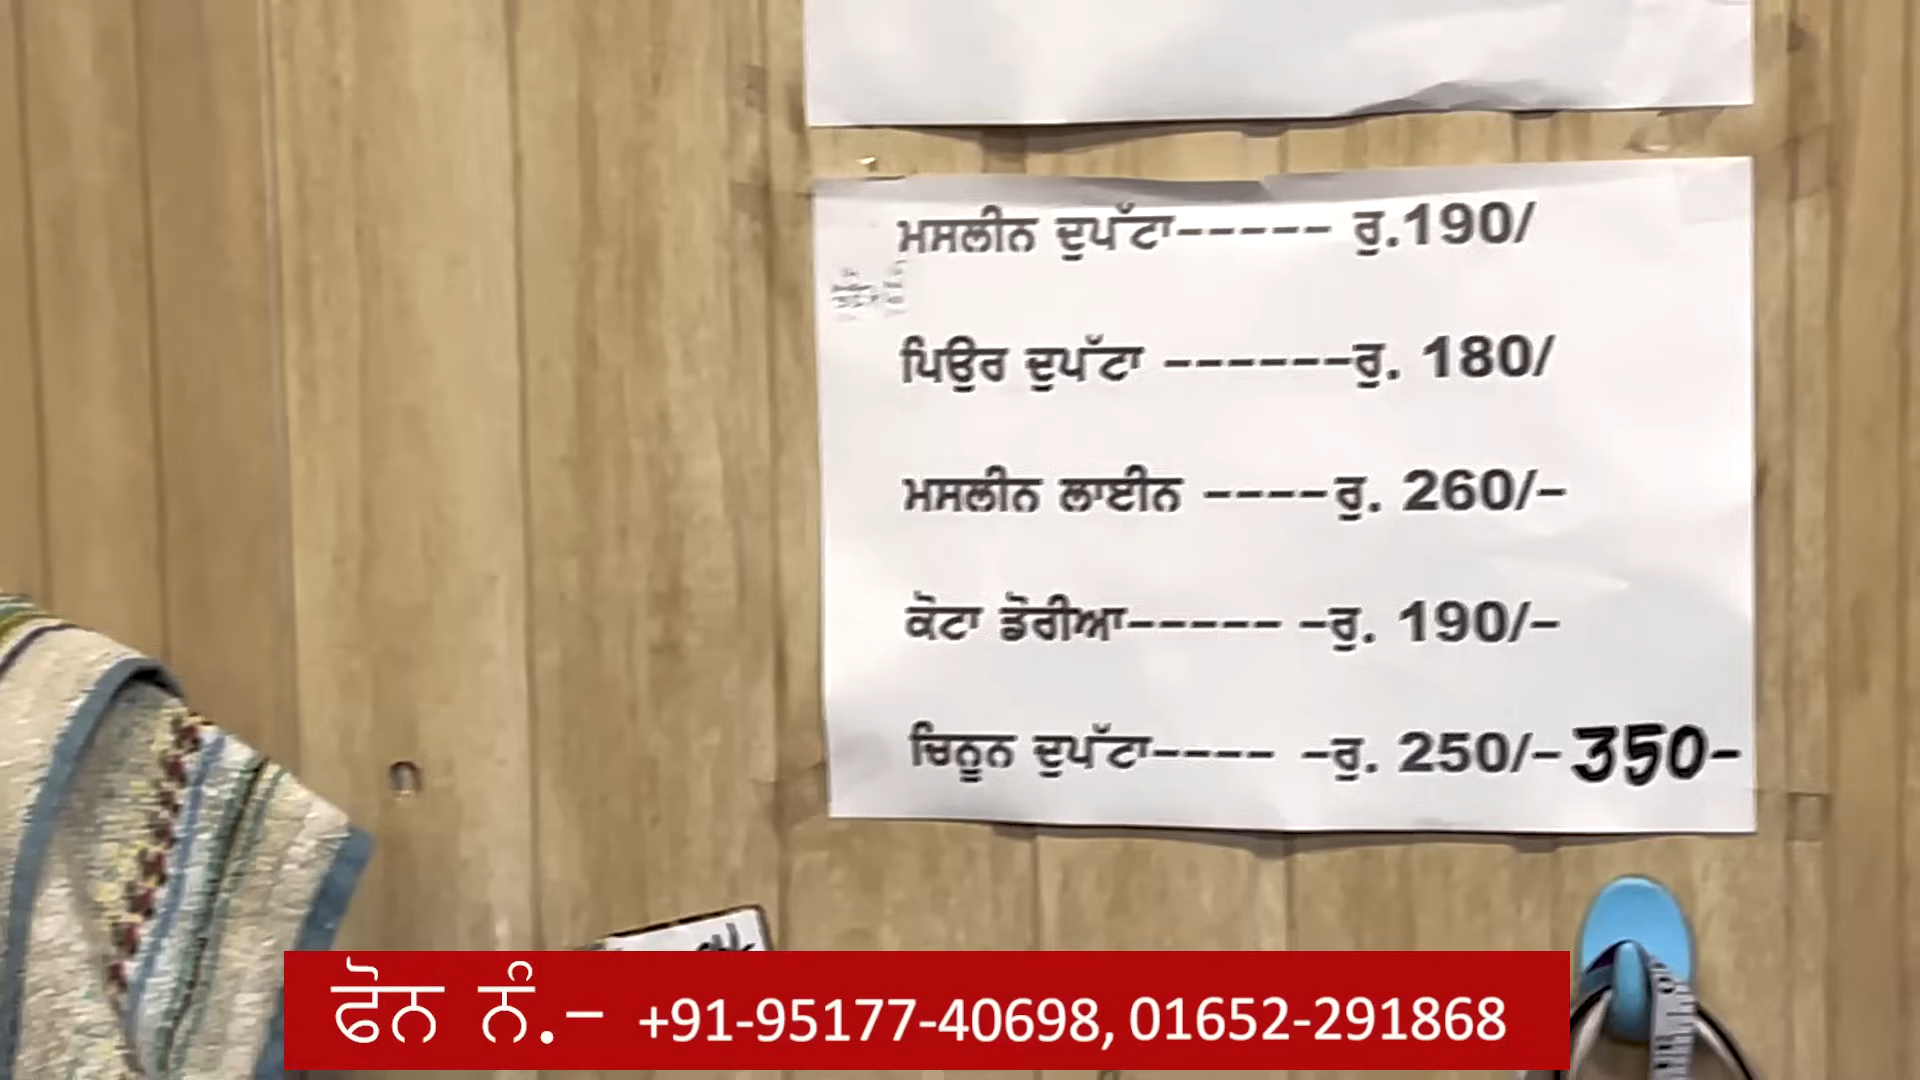 ਮਸਲੀਨ ਦੁਪੱਟਾ----- ਰੁ.190/
ਪਿਉਰ ਦੁਪੱਟਾ ------ਰੁ. 180/
ਮਸਲੀਨ ਲਾਈਨ ----ਰੁ. 260/-
ਕੋਟਾ ਡੋਰੀਆ----- -ਰੁ. 190/-
ਚਿਨੂਨ ਦੁਪੱਟਾ---- -ਰੁ. 250/- 350-
ਫੋਨ ਨੰ.- +91-95177-40698, 01652-291868